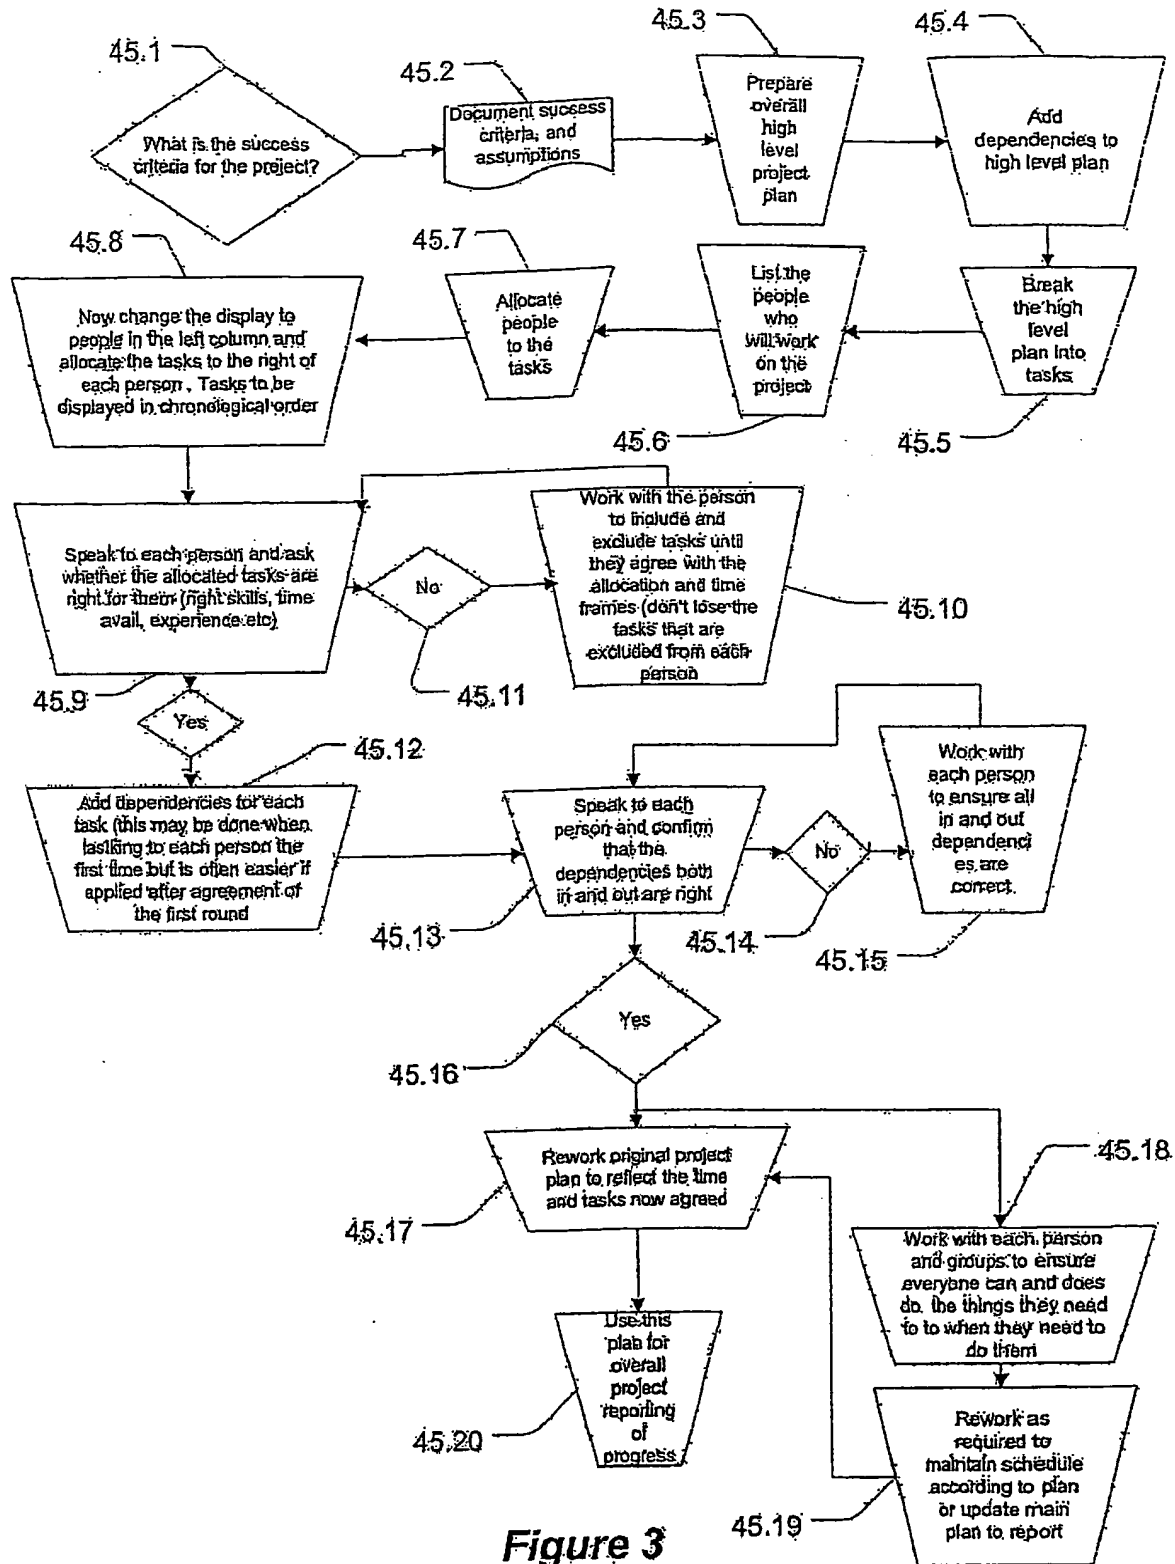 45.1
What is the success
criteria for the project?
45.2
Document success
criteria, and
assumptions
45.3
Prepare
overall
high
level
project
plan
45.4
Add
dependencies to
high level plan
45.5
Break
the high
level
plan into
tasks
45.6
List the
people
who
will work
on the
project
45.7
Allocate
people
to the
tasks
45.8
Now change the display to
people in the left column and
allocate the tasks to the right of
each person. Tasks to be
displayed in chronological order
45.9
Speak to each person and ask
whether the allocated tasks are
right for them (right skills, time
avail, experience etc)
No
45.11
45.10
Work with the person
to include and
exclude tasks until
they agree with the
allocation and time
frames (don't lose the
tasks that are
excluded from each
person
Yes
45.12
Add dependencies for each
task (this may be done when
taslking to each person the
first time but is often easier if
applied after agreement of
the first round
45.13
Speak to each
person and confirm
that the
dependencies both
in and out are right
No
45.14
45.15
Work with
each person
to ensure all
in and out
dependenci
es are
correct.
45.16
Yes
45.17
Rework original project
plan to reflect the time
and tasks now agreed
45.18
Work with each person
and groups to ensure
everyone can and does
do the things they need
to to when they need to
do them
45.19
Rework as
required to
maintain schedule
according to plan
or update main
plan to report
45.20
Use this
plan for
overall
project
reporting
of
progress
Figure 3